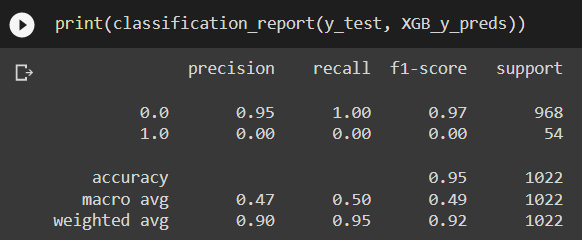 print(classification_report(y_test, XGB_y_preds))
precision recall f1-score support
0.0 0.95 1.00 0.97 968
1.0 0.00 0.00 0.00 54
accuracy 0.95 1022
macro avg 0.47 0.50 0.49 1022
weighted avg 0.90 0.95 0.92 1022